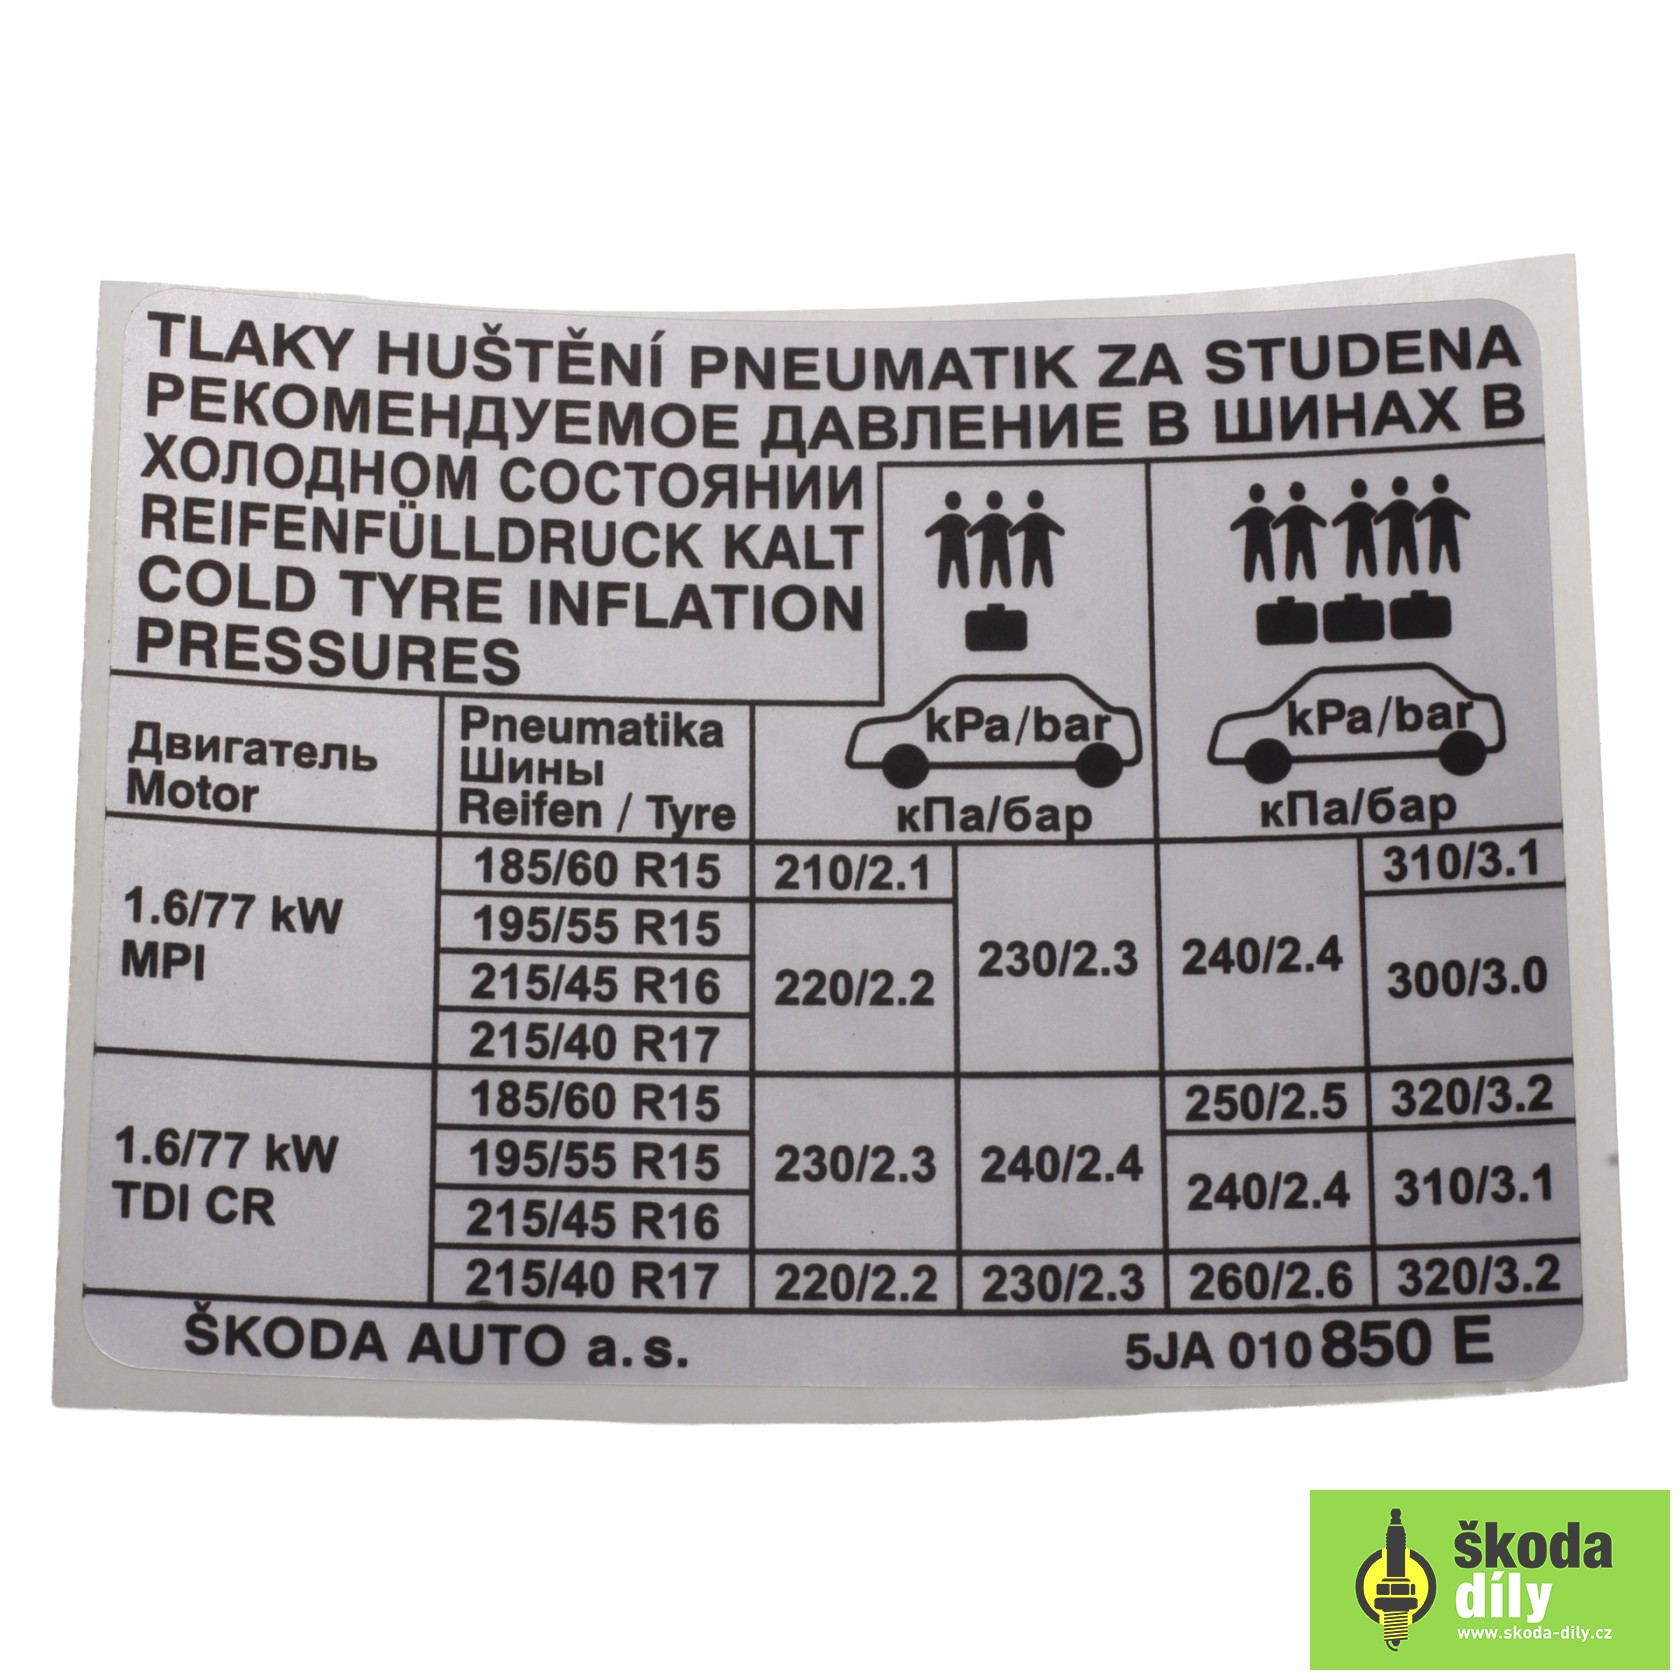 TLAKY HUŠTĚNÍ PNEUMATIK ZA STUDENA
РЕКОМЕНДУЕМОЕ ДАВЛЕНИЕ В ШИНАХ В
ХОЛОДНОМ СОСТОЯНИИ
REIFENFÜLLDRUCK KALT
COLD TYRE INFLATION
PRESSURES
kPa/bar kPa/bar
кПа/бар кПа/бар
Двигатель
Motor
Pneumatika
Шины
Reifen / Tyre
1.6/77 kW
MPI
185/60 R15 210/2.1 310/3.1
195/55 R15
230/2.3 240/2.4
215/45 R16 220/2.2 300/3.0
215/40 R17
1.6/77 kW
TDI CR
185/60 R15 250/2.5 320/3.2
195/55 R15 230/2.3 240/2.4 240/2.4 310/3.1
215/45 R16
215/40 R17 220/2.2 230/2.3 260/2.6 320/3.2
ŠKODA AUTO a.s. 5JA 010 850 E
škoda
díly
www.skoda-dily.cz